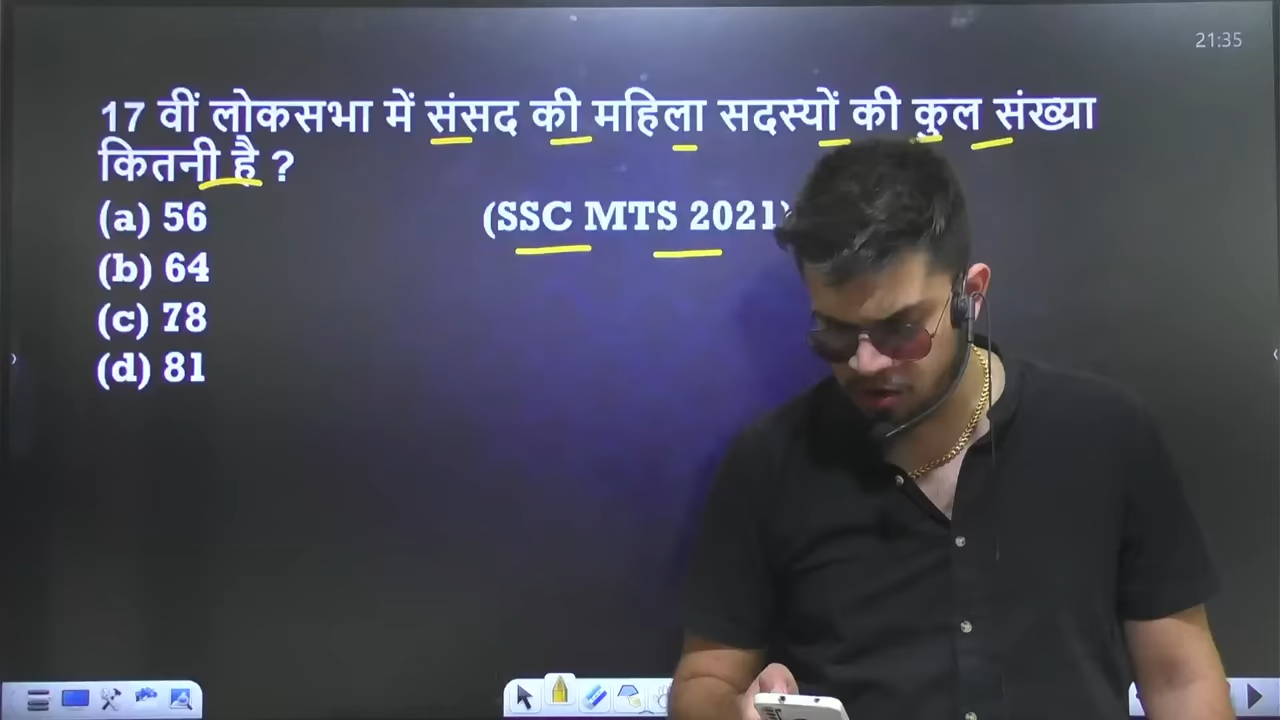 21:35
17 वीं लोकसभा में संसद की महिला सदस्यों की कुल संख्या
कितनी है ?
(a) 56
(SSC MTS 2021)
(b) 64
(c) 78
(d) 81